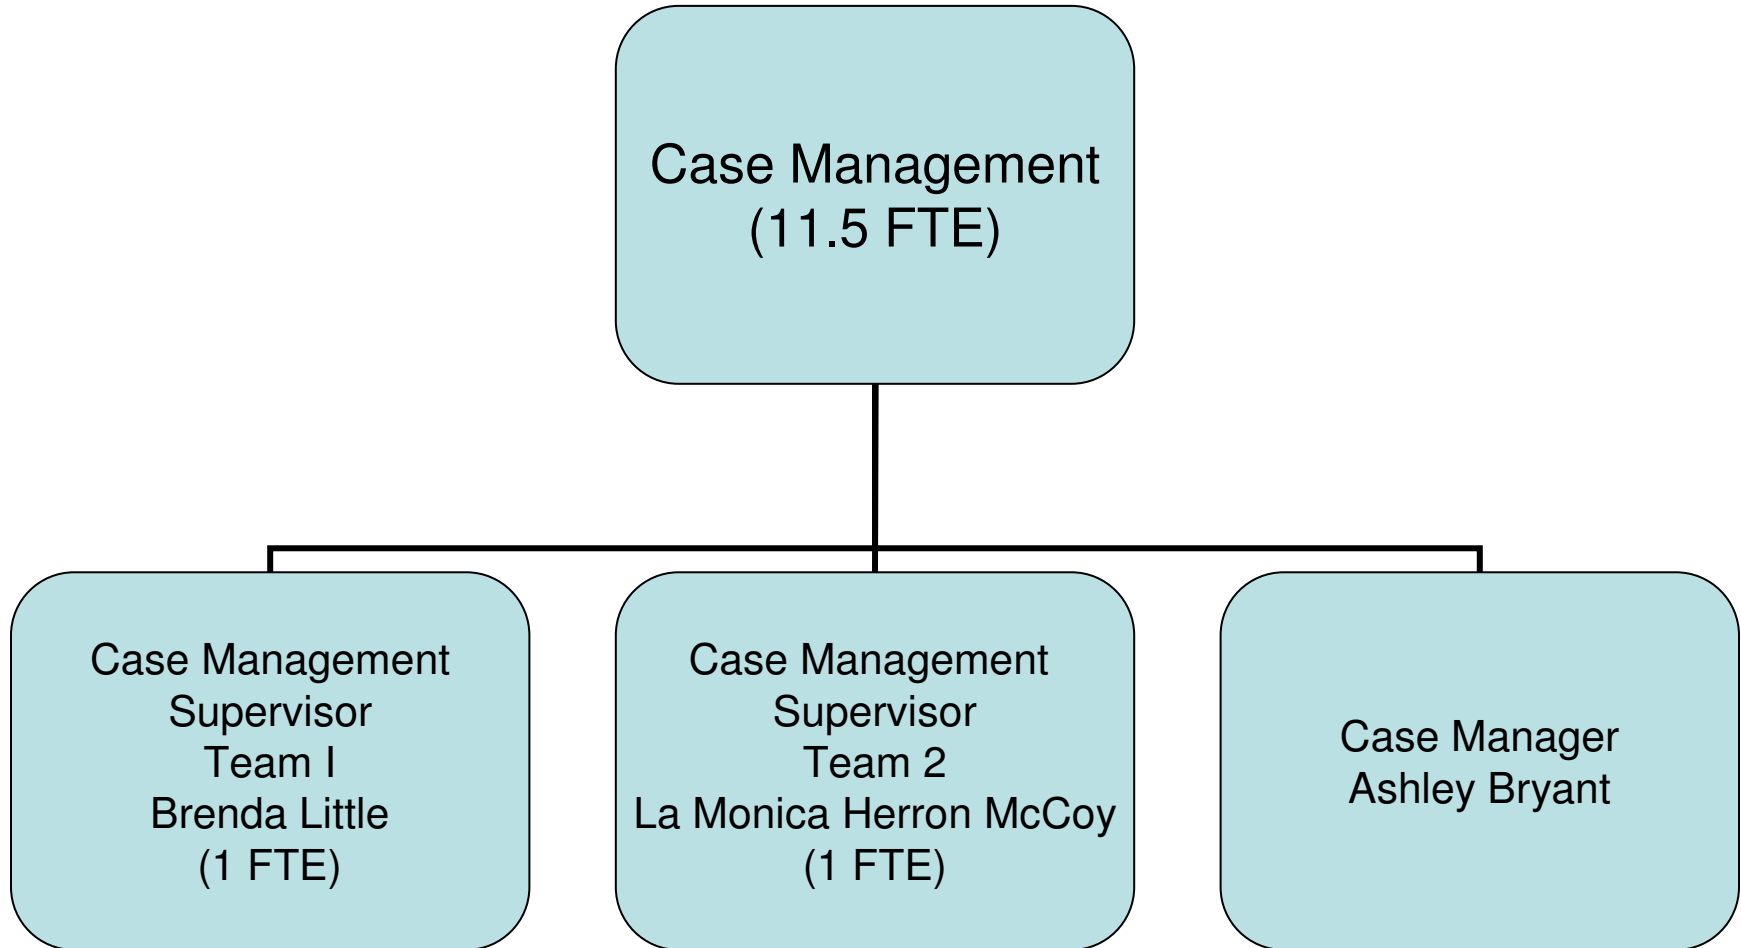 Case Management
(11.5 FTE)
Case Management
Supervisor
Team I
Brenda Little
(1 FTE)
Case Management
Supervisor
Team 2
La Monica Herron McCoy
(1 FTE)
Case Manager
Ashley Bryant